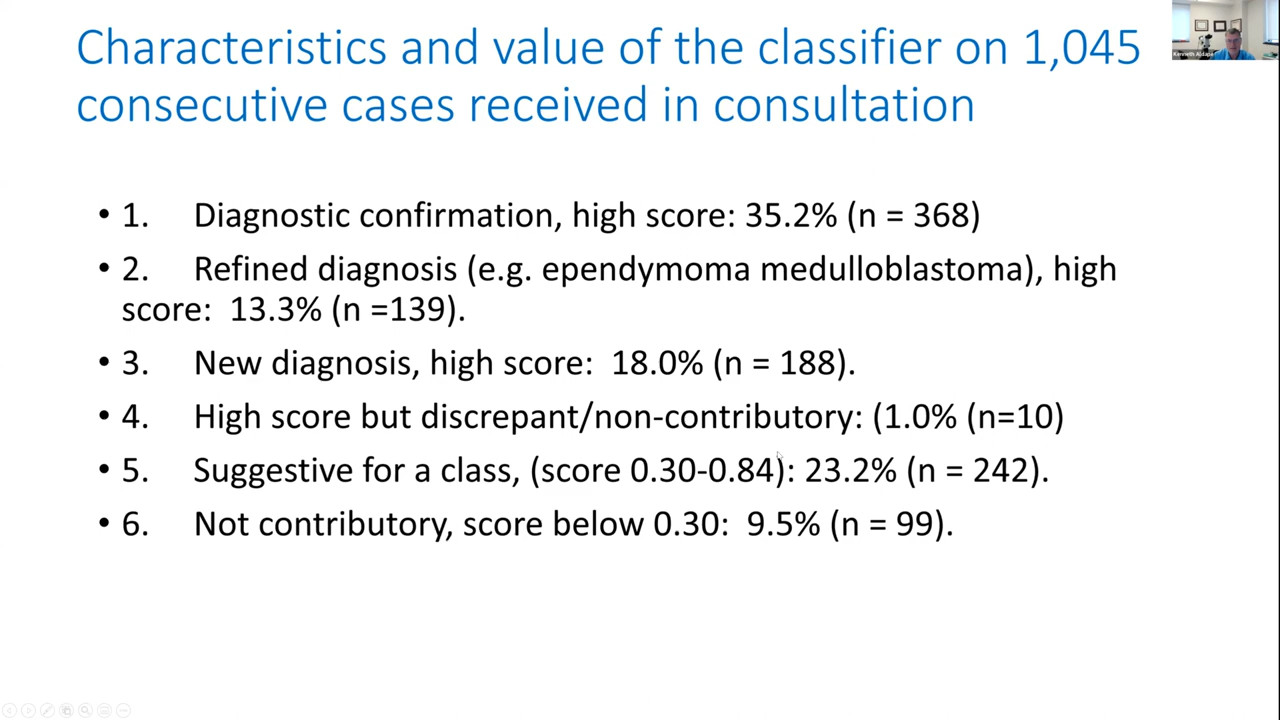 Characteristics and value of the classifier on 1,045
consecutive cases received in consultation
• 1. Diagnostic confirmation, high score: 35.2% (n = 368)
• 2. Refined diagnosis (e.g. ependymoma medulloblastoma), high
score: 13.3% (n =139).
• 3. New diagnosis, high score: 18.0% (n = 188).
• 4. High score but discrepant/non-contributory: (1.0% (n=10)
• 5. Suggestive for a class, (score 0.30-0.84): 23.2% (n = 242).
• 6. Not contributory, score below 0.30: 9.5% (n = 99).
Kenneth Aldape